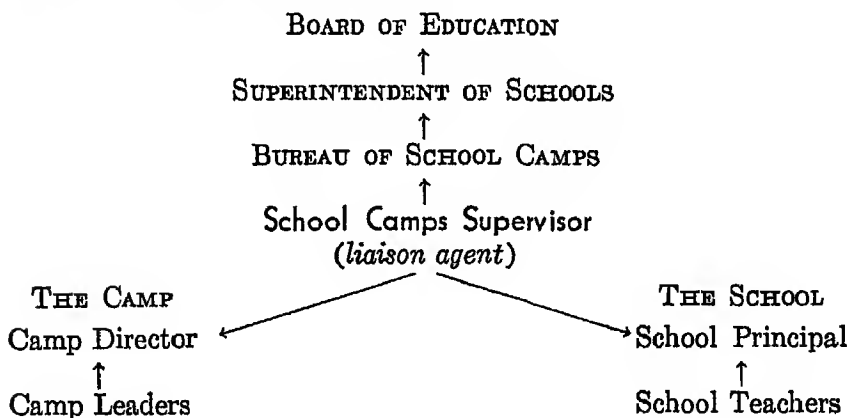 BOARD OF EDUCATION
SUPERINTENDENT OF SCHOOLS
BUREAU OF SCHOOL CAMPS
School Camps Supervisor
(liaison agent)
THE CAMP
Camp Director
Camp Leaders
THE SCHOOL
School Principal
School Teachers